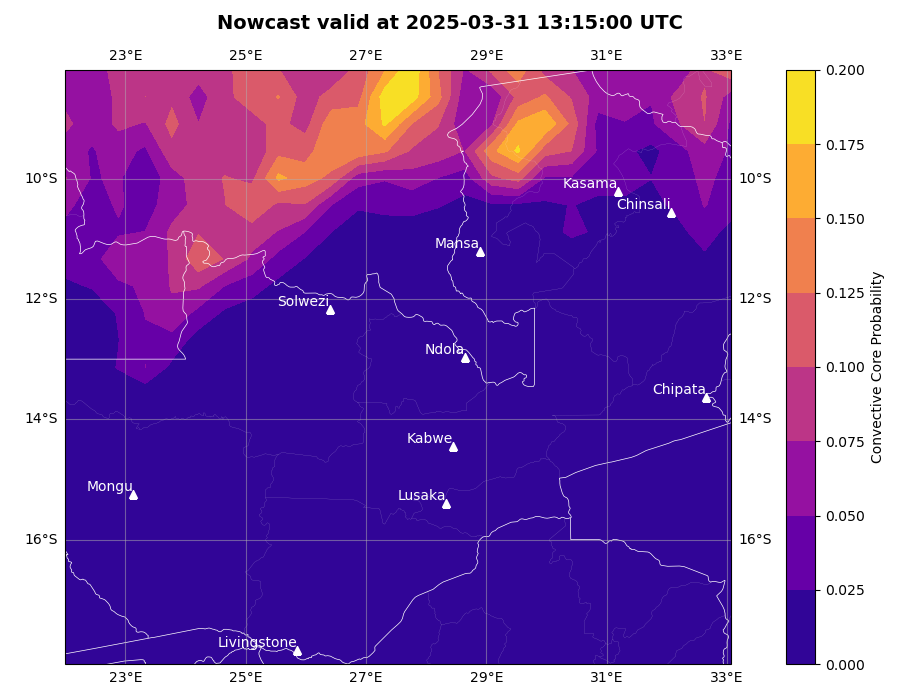 Nowcast valid at 2025-03-31 13:15:00 UTC
23°E 25°E 27°E 29°E 31°E 33°E
0.200
0.175
10°S Kasama 10°S
Chinsali
0.150
Mansa
0.125
12°S Solwezi 12°S
Ndola
0.100
Chipata
14°S 14°S
Kabwe
0.075
Mongu
Lusaka
0.050
16°S 16°S
0.025
Livingstone
0.000
23°E 25°E 27°E 29°E 31°E 33°E
Convective Core Probability